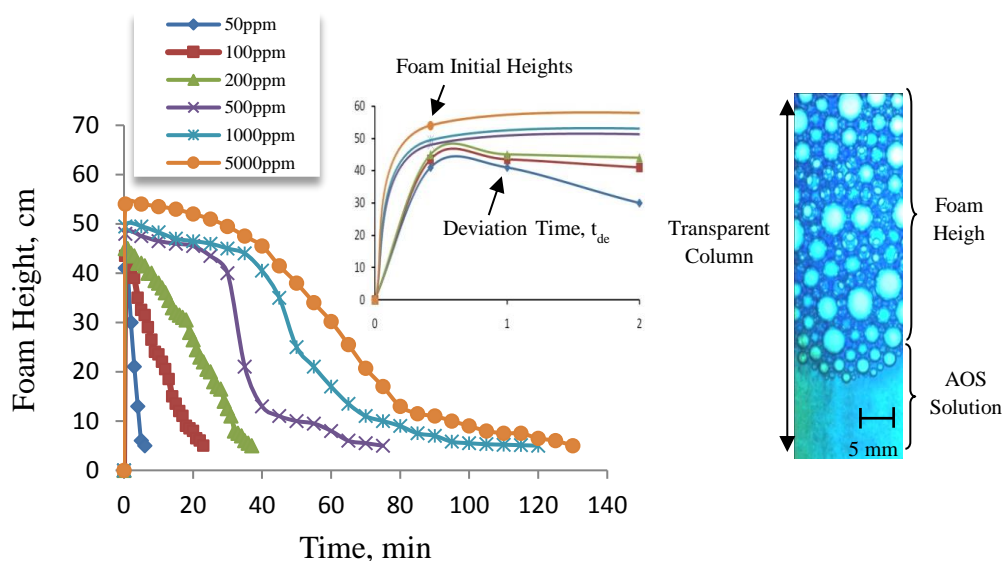 50ppm
100ppm
200ppm
500ppm
1000ppm
5000ppm
Foam Height, cm
70
60
50
40
30
20
10
0
0
20
40
60
80
100
120
140
Time, min
Foam Initial Heights
60
50
40
30
20
10
0
0
1
2
Deviation Time, tde
Transparent
Column
Foam
Heigh
AOS
Solution
5 mm